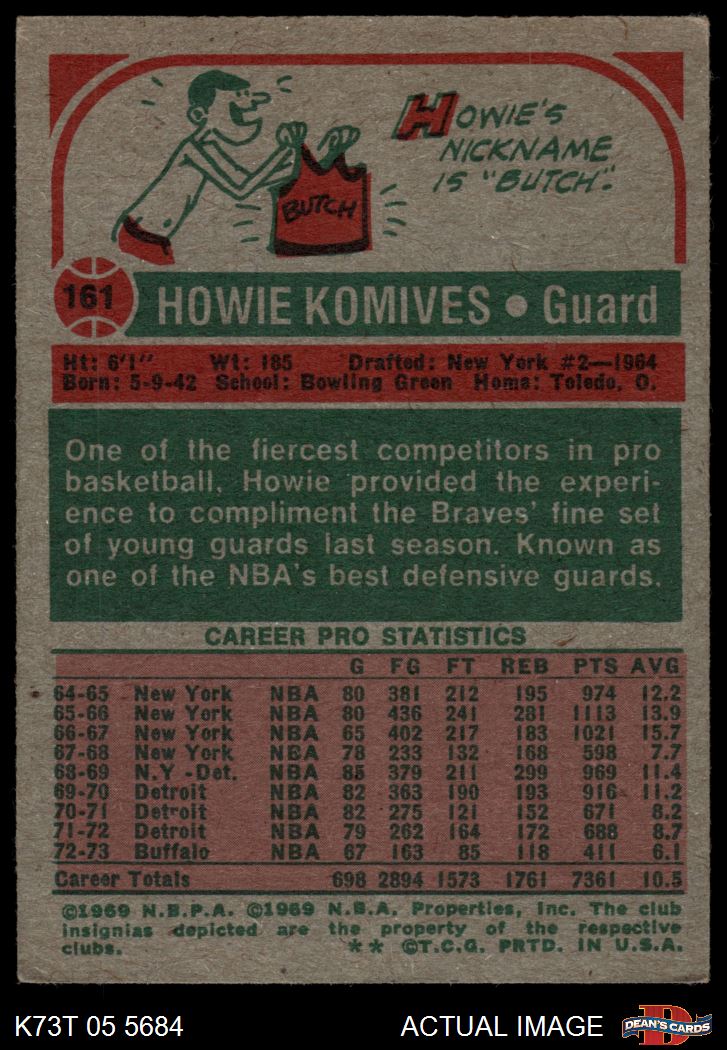 HOWIE'S
NICKNAME
IS "BUTCH".
BUTCH
161 HOWIE KOMIVES • Guard
Ht: 6'1" Wt: 185 Drafted: New York #2—1964
Born: 5-9-42 School: Bowling Green Home: Toledo, O.
One of the fiercest competitors in pro
basketball, Howie provided the experi-
ence to compliment the Braves' fine set
of young guards last season. Known as
one of the NBA's best defensive guards.
CAREER PRO STATISTICS
G FG FT REB PTS AVG
64-65 New York NBA 80 381 212 195 974 12.2
65-66 New York NBA 80 436 241 281 1113 13.9
66-67 New York NBA 65 402 217 183 1021 15.7
67-68 New York NBA 78 233 132 168 598 7.7
68-69 N.Y.-Det. NBA 85 379 211 299 969 11.4
69-70 Detroit NBA 82 363 190 193 916 11.2
70-71 Detroit NBA 82 275 121 152 671 8.2
71-72 Detroit NBA 79 262 164 172 688 8.7
72-73 Buffalo NBA 67 163 85 118 411 6.1
Career Totals 698 2894 1573 1761 7361 10.5
©1969 N.B.P.A. ©1969 N.B.A. Properties, Inc. The club
insignias depicted are the property of the respective
clubs. ** ©T.C.G. PRTD. IN U.S.A.
K73T 05 5684 ACTUAL IMAGE D DEAN'S CARDS